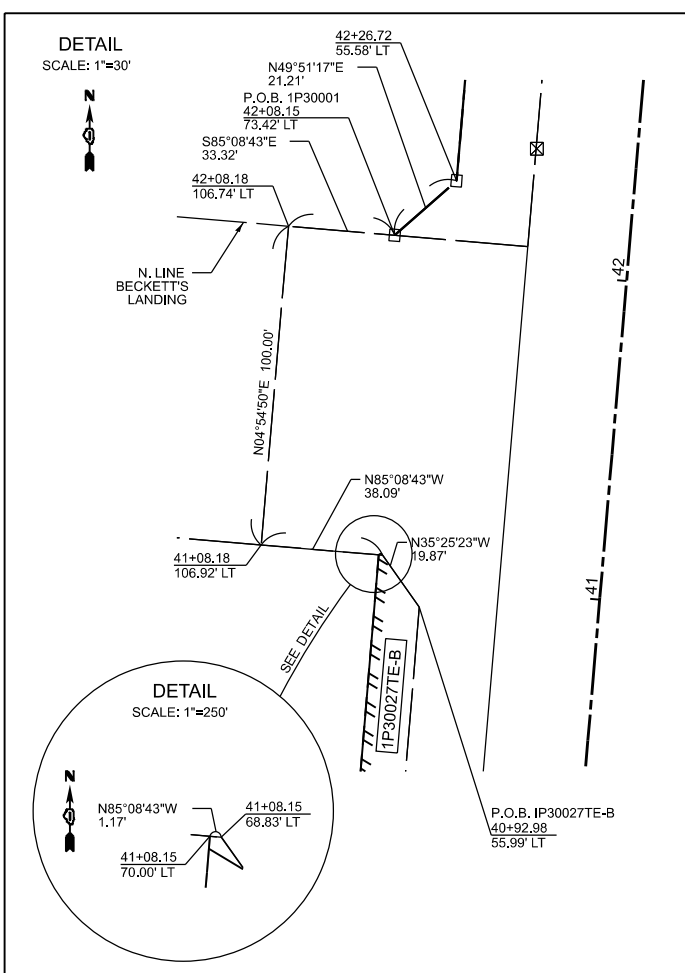 DETAIL
SCALE: 1"=30'
N
42+26.72
55.58' LT
N49°51'17"E
21.21'
P.O.B. 1P30001
42+08.15
73.42' LT
S85°08'43"E
33.32'
42+08.18
106.74' LT
N. LINE
BECKETT'S
LANDING
42
N04°54'50"E 100.00'
N85°08'43"W
38.09'
N35°25'23"W
19.87'
41+08.18
106.92' LT
41
SEE DETAIL
1P30027TE-B
DETAIL
SCALE: 1"=250'
N
N85°08'43"W
1.17'
41+08.15
68.83' LT
41+08.15
70.00' LT
P.O.B. IP30027TE-B
40+92.98
55.99' LT